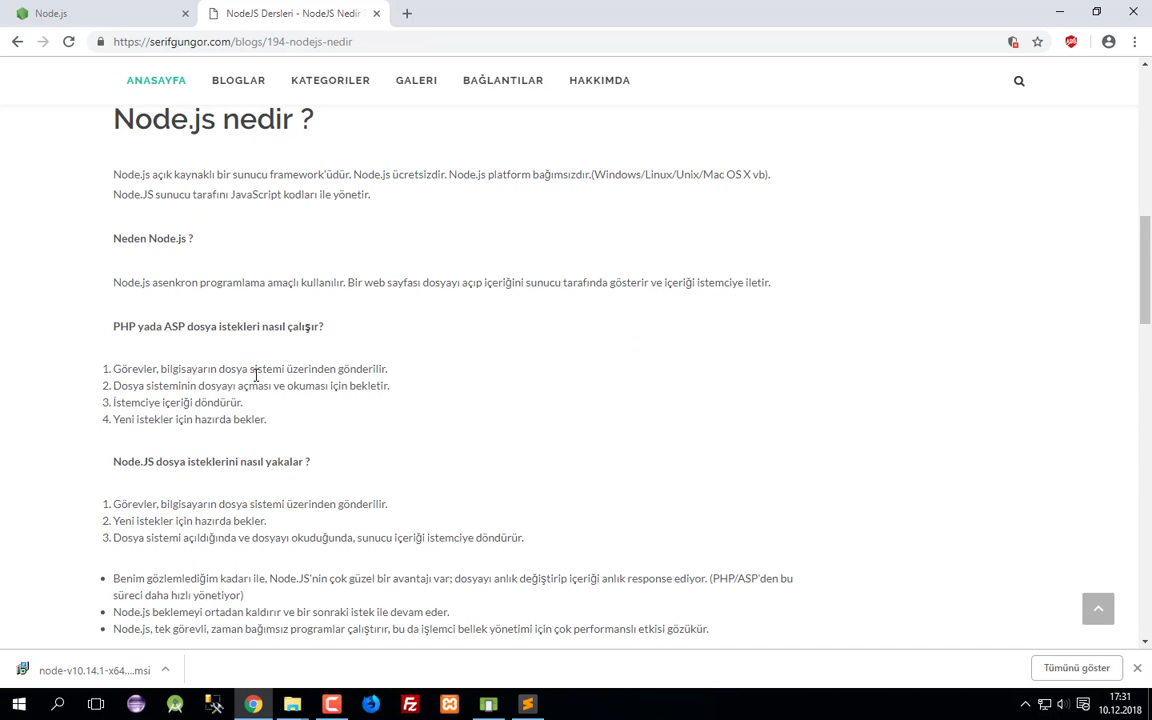 Node.js
NodeJS Dersleri - NodeJS Nedir ?
https://serifgungor.com/blogs/194-nodejs-nedir
ANASAYFA BLOGLAR KATEGORILER GALERI BAĞLANTILAR HAKKIMDA
Node.js nedir ?
Node.js açık kaynaklı bir sunucu framework'üdür. Node.js ücretsizdir. Node.js platform bağımsızdır.(Windows/Linux/Unix/Mac OS X vb).
Node.JS sunucu tarafını JavaScript kodları ile yönetir.
Neden Node.js ?
Node.js asenkron programlama amaçlı kullanılır. Bir web sayfası dosyayı açıp içeriğini sunucu tarafında gösterir ve içeriği istemciye iletir.
PHP yada ASP dosya istekleri nasıl çalışır?
1. Görevler, bilgisayarın dosya sistemi üzerinden gönderilir.
2. Dosya sisteminin dosyayı açması ve okuması için bekletir.
3. İstemciye içeriği döndürür.
4. Yeni istekler için hazırda bekler.
Node.JS dosya isteklerini nasıl yakalar ?
1. Görevler, bilgisayarın dosya sistemi üzerinden gönderilir.
2. Yeni istekler için hazırda bekler.
3. Dosya sistemi açıldığında ve dosyayı okuduğunda, sunucu içeriği istemciye döndürür.
• Benim gözlemlediğim kadarı ile, Node.JS'nin çok güzel bir avantajı var; dosyayı anlık değiştirip içeriği anlık response ediyor. (PHP/ASP'den bu
süreci daha hızlı yönetiyor)
• Node.js beklemeyi ortadan kaldırır ve bir sonraki istek ile devam eder.
• Node.js, tek görevli, zaman bağımsız programlar çalıştırır, bu da işlemci bellek yönetimi için çok performanslı etkisi gözükür.
node-v10.14.1-x64....msi
Tümünü göster
17:31
10.12.2018